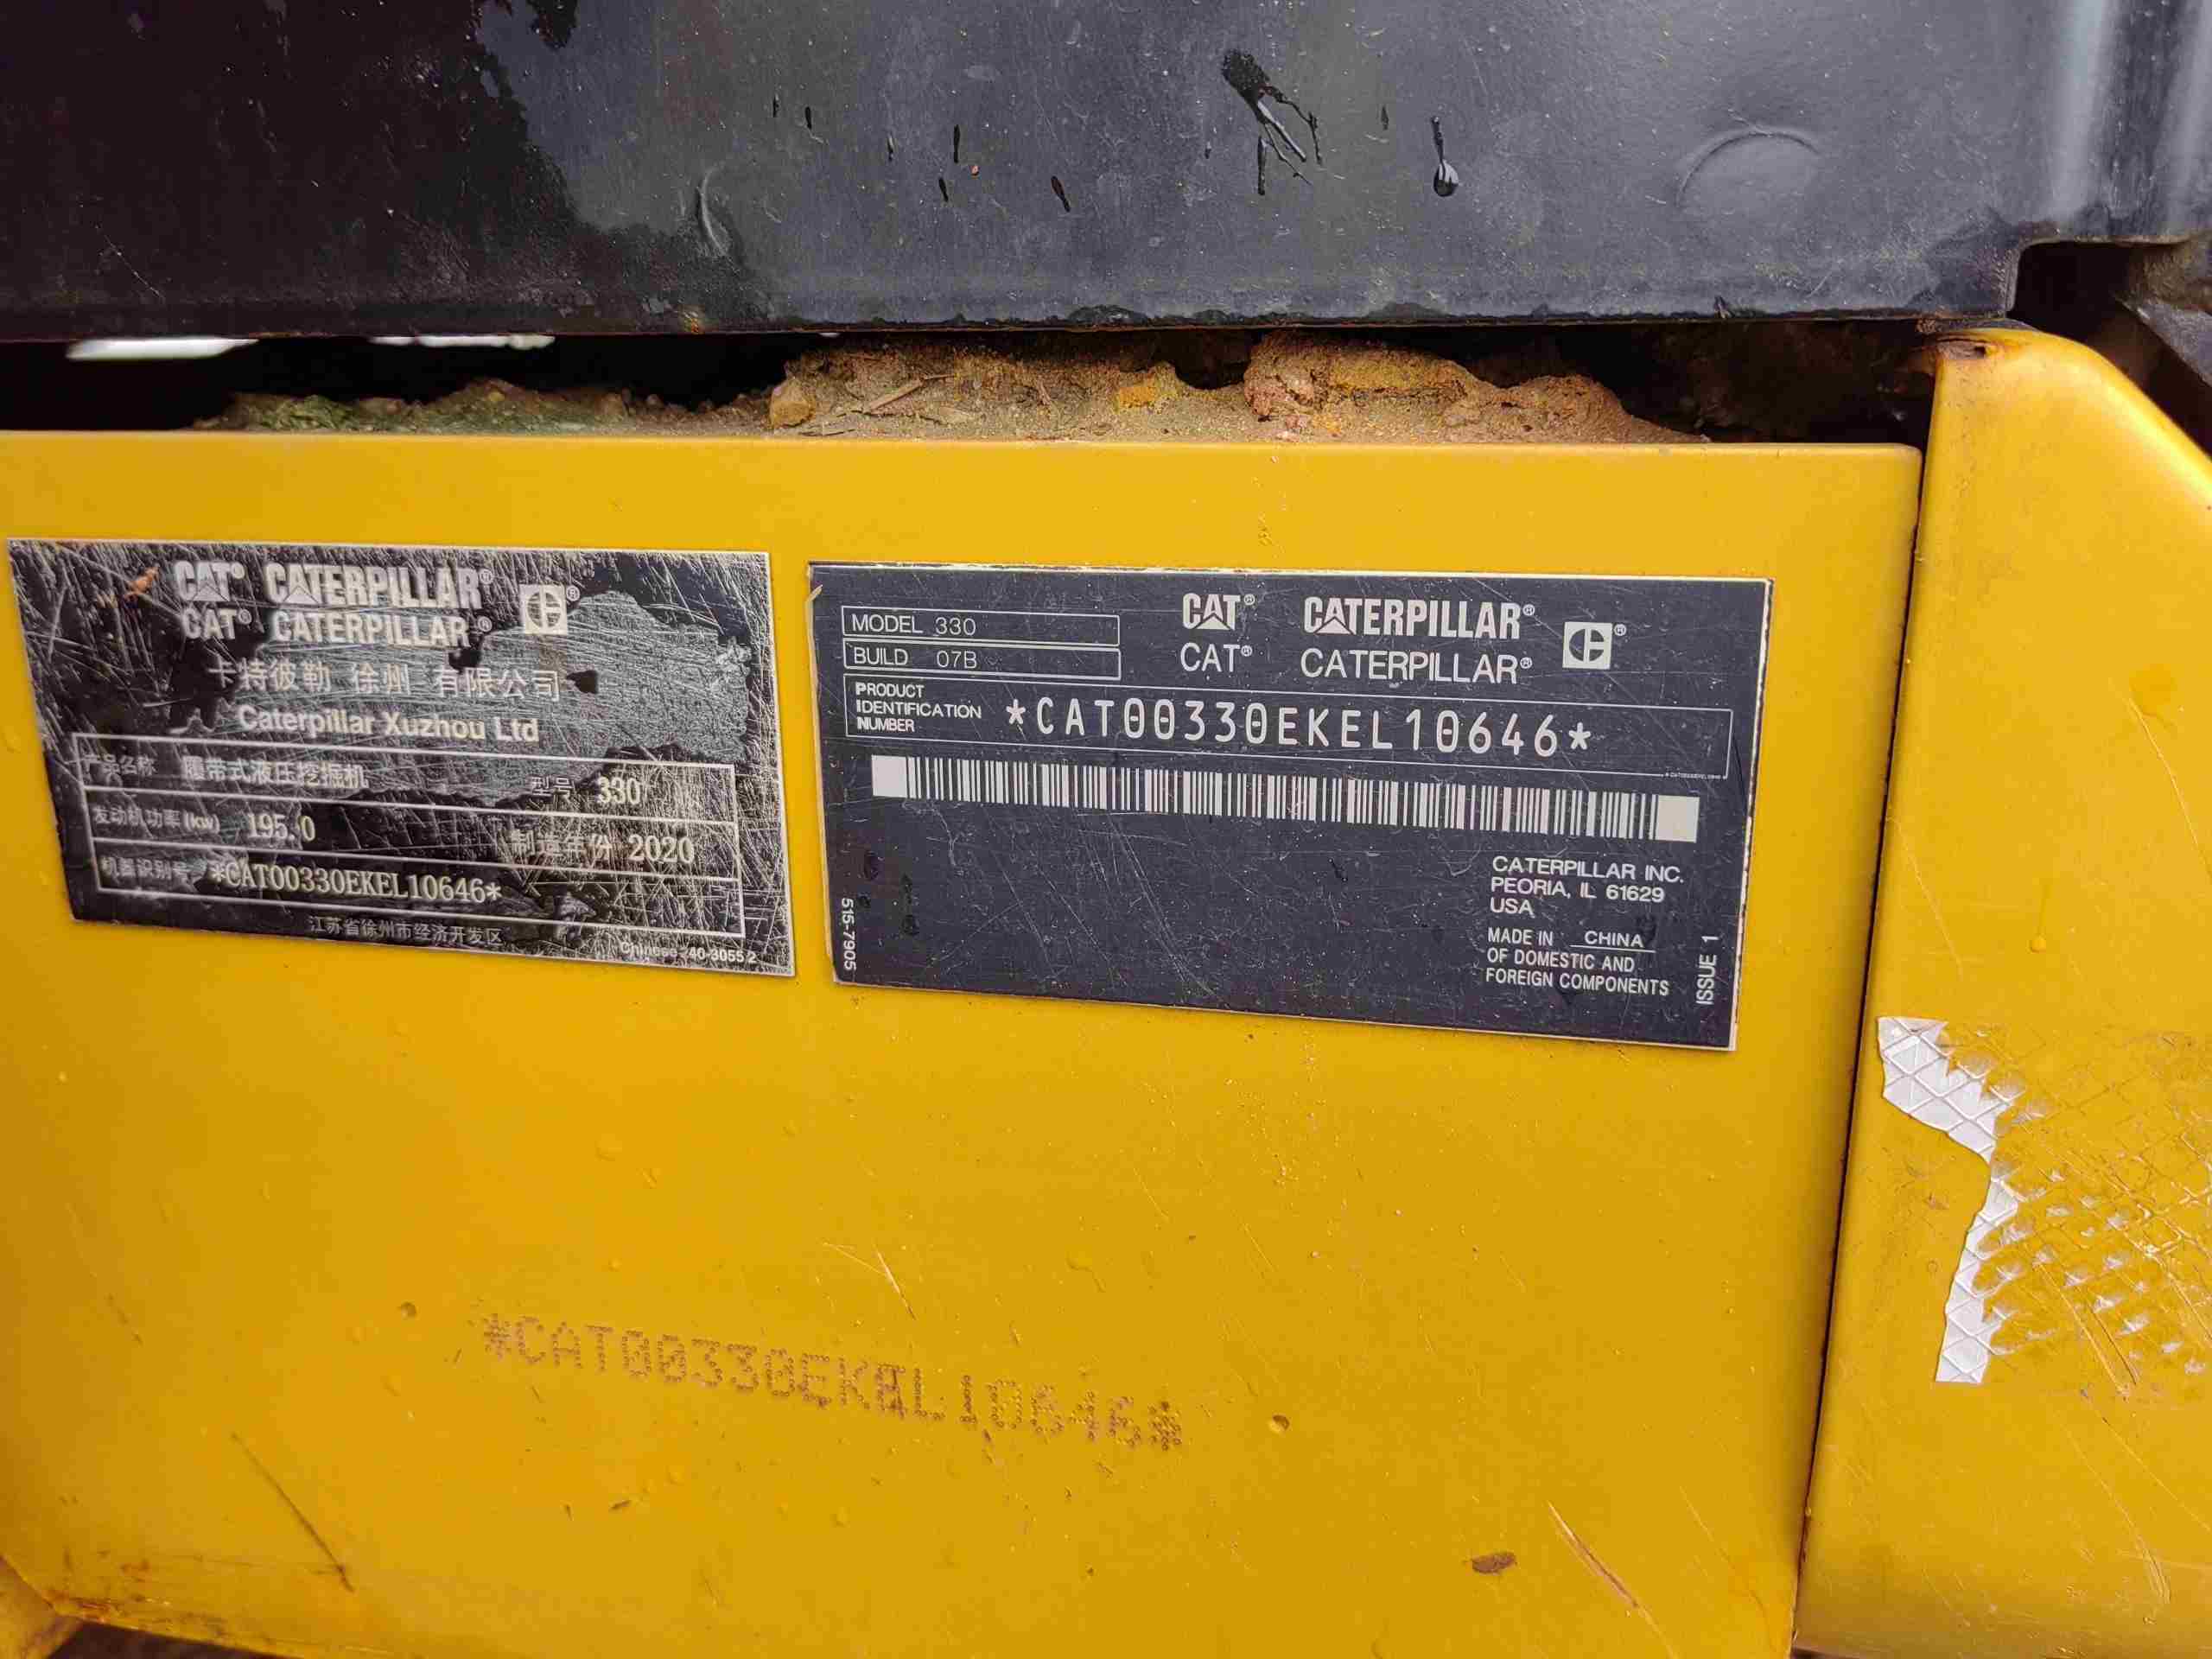 CAT® CATERPILLAR®
CAT® CATERPILLAR®
卡特彼勒 徐州 有限公司
Caterpillar Xuzhou Ltd
产品名称 履带式液压挖掘机 型号 330
发动机功率(kw) 195.0 制造年份 2020
机器识别号 *CAT00330EKEL10646*
江苏省徐州市经济开发区
Chinese
MODEL 330
BUILD 07B
CAT® CATERPILLAR®
CAT® CATERPILLAR®
PRODUCT
IDENTIFICATION
NUMBER
*CAT00330EKEL10646*
CATERPILLAR INC.
PEORIA, IL 61629
USA
MADE IN CHINA
OF DOMESTIC AND
FOREIGN COMPONENTS
515-7905
ISSUE 1
*CAT00330EKEL10646*